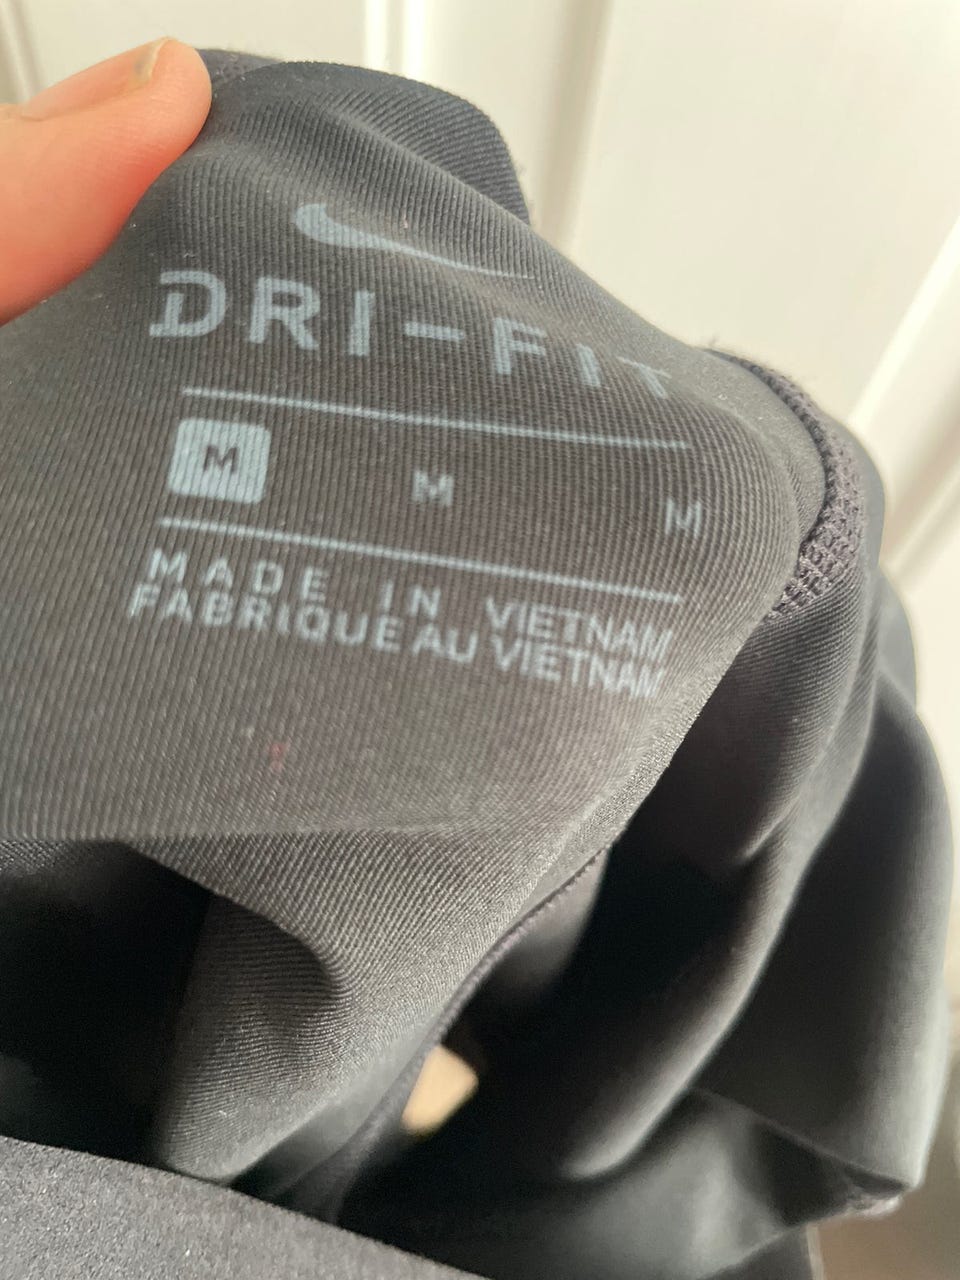 DRI-FIT
M M M
MADE IN VIETNAM
FABRIQUE AU VIETNAM